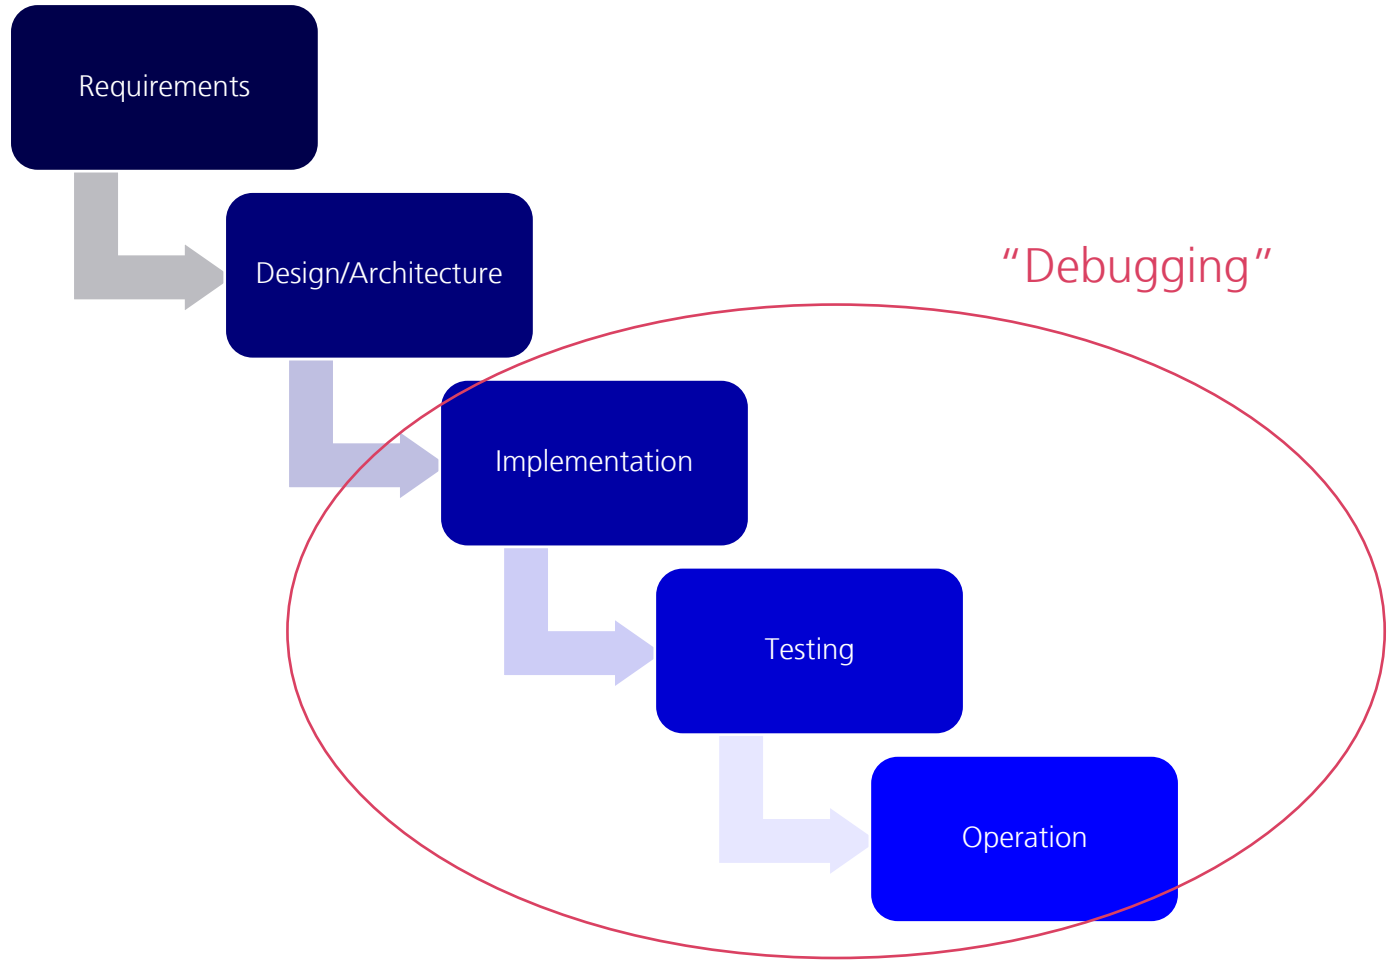 Requirements
Design/Architecture
“Debugging”
Implementation
Testing
Operation